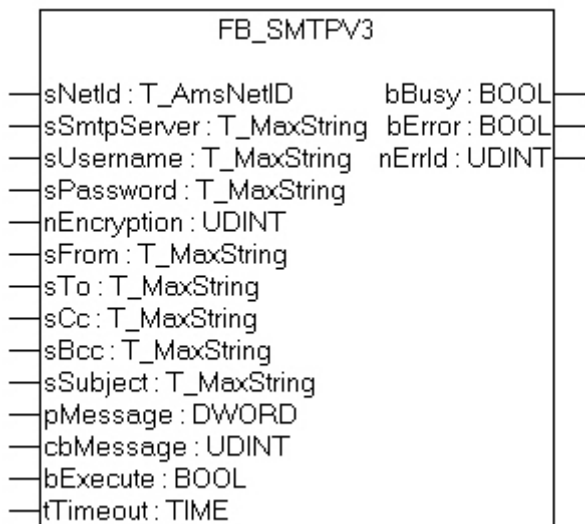 FB_SMTPV3
sNetId : T_AmsNetID bBusy : BOOL
sSmtpServer : T_MaxString bError : BOOL
sUsername : T_MaxString nErrId : UDINT
sPassword : T_MaxString
nEncryption : UDINT
sFrom : T_MaxString
sTo : T_MaxString
sCc : T_MaxString
sBcc : T_MaxString
sSubject : T_MaxString
pMessage : DWORD
cbMessage : UDINT
bExecute : BOOL
tTimeout : TIME